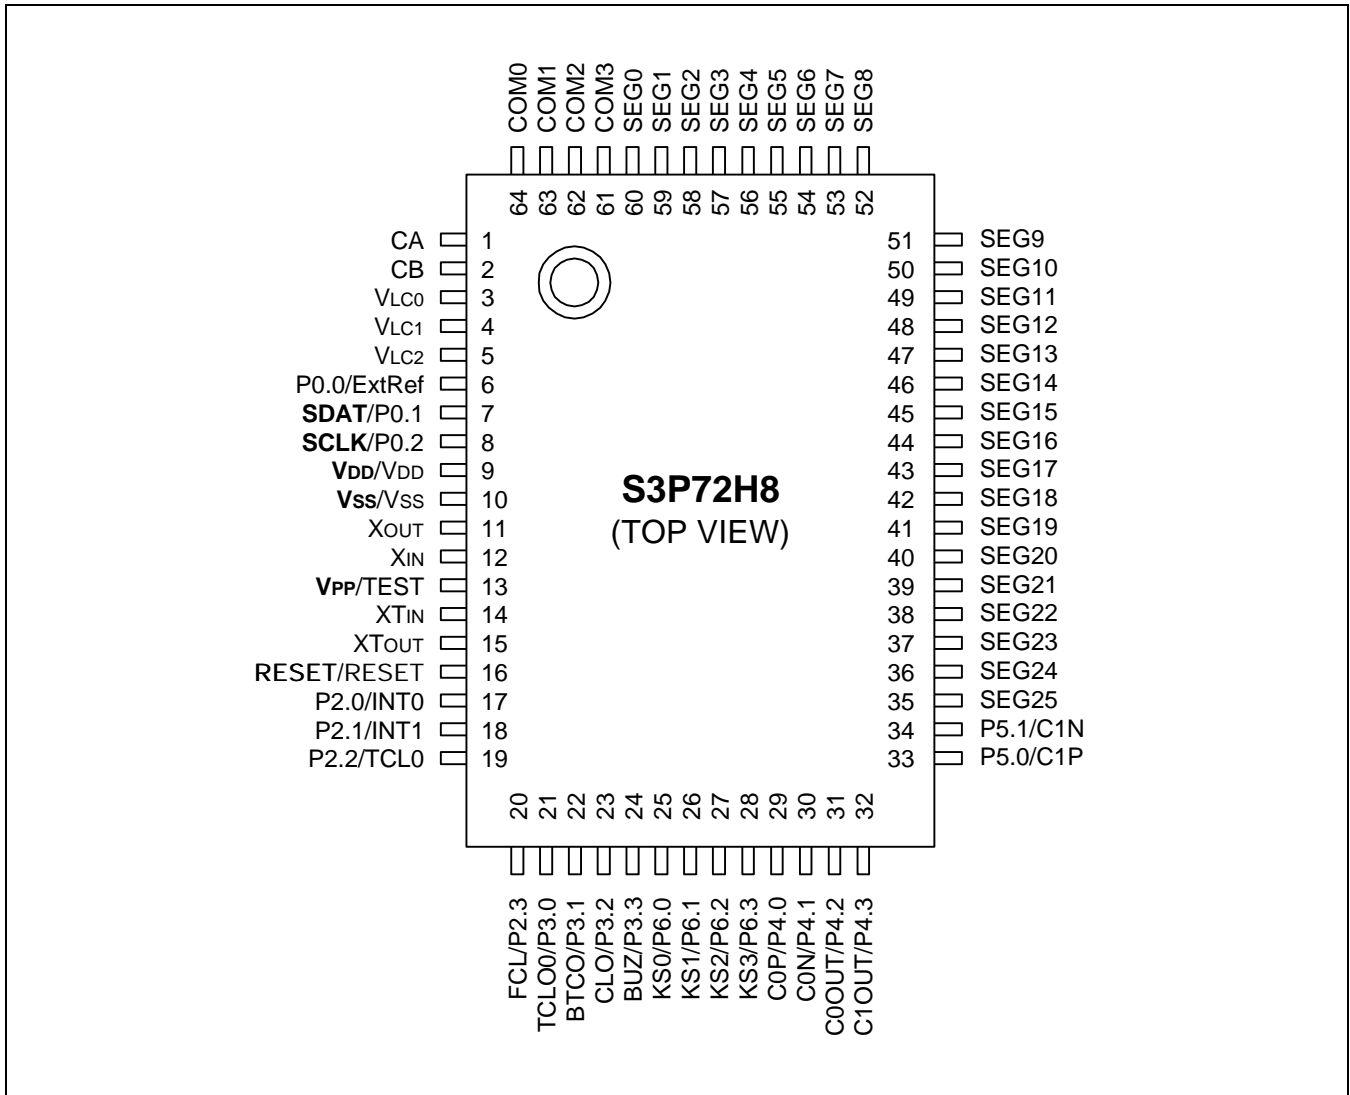 COM0
COM1
COM2
COM3
SEG0
SEG1
SEG2
SEG3
SEG4
SEG5
SEG6
SEG7
SEG8
64
63
62
61
60
59
58
57
56
55
54
53
52
CA 1
CB 2
VLC0 3
VLC1 4
VLC2 5
P0.0/ExtRef 6
SDAT/P0.1 7
SCLK/P0.2 8
VDD/VDD 9
VSS/VSS 10
XOUT 11
XIN 12
VPP/TEST 13
XTIN 14
XTOUT 15
RESET/RESET 16
P2.0/INT0 17
P2.1/INT1 18
P2.2/TCL0 19
S3P72H8
(TOP VIEW)
51 SEG9
50 SEG10
49 SEG11
48 SEG12
47 SEG13
46 SEG14
45 SEG15
44 SEG16
43 SEG17
42 SEG18
41 SEG19
40 SEG20
39 SEG21
38 SEG22
37 SEG23
36 SEG24
35 SEG25
34 P5.1/C1N
33 P5.0/C1P
20
21
22
23
24
25
26
27
28
29
30
31
32
FCL/P2.3
TCLO0/P3.0
BTCO/P3.1
CLO/P3.2
BUZ/P3.3
KS0/P6.0
KS1/P6.1
KS2/P6.2
KS3/P6.3
C0P/P4.0
C0N/P4.1
C0OUT/P4.2
C1OUT/P4.3